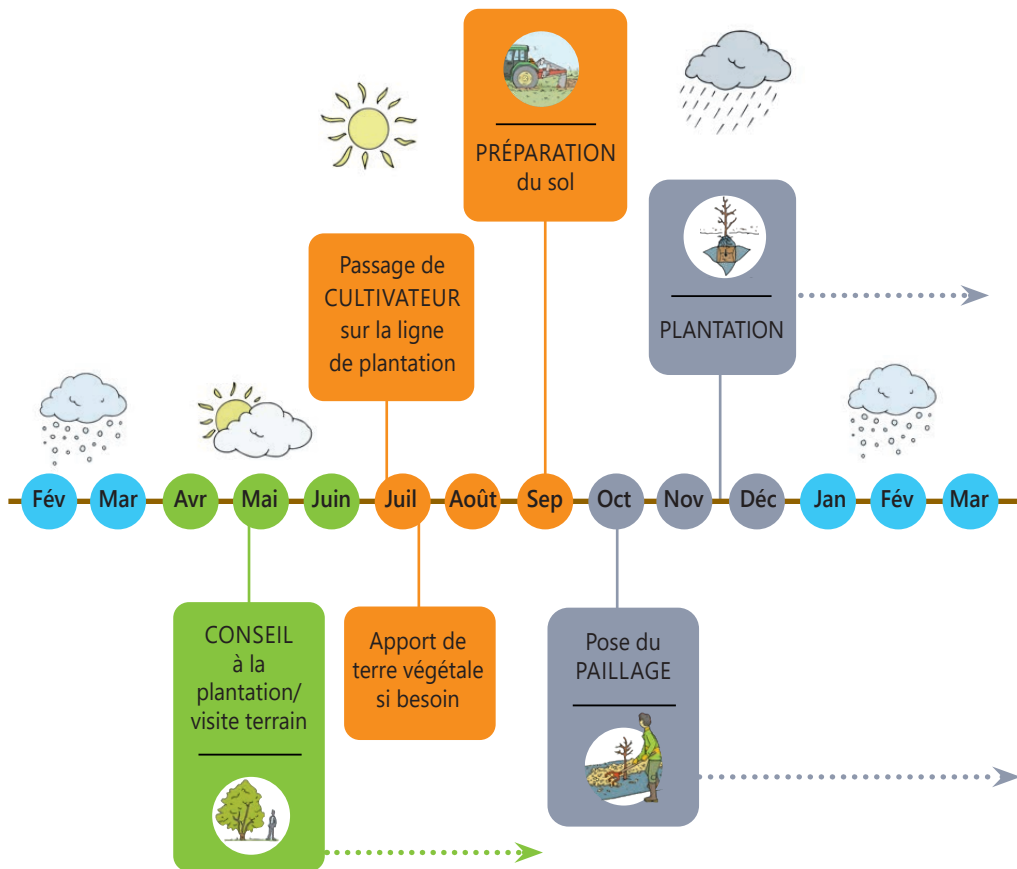 PRÉPARATION
du sol
Passage de
CULTIVATEUR
sur la ligne
de plantation
PLANTATION
Fév
Mar
Avr
Mai
Juin
Juil
Août
Sep
Oct
Nov
Déc
Jan
Fév
Mar
CONSEIL
à la
plantation/
visite terrain
Apport de
terre végétale
si besoin
Pose du
PAILLAGE